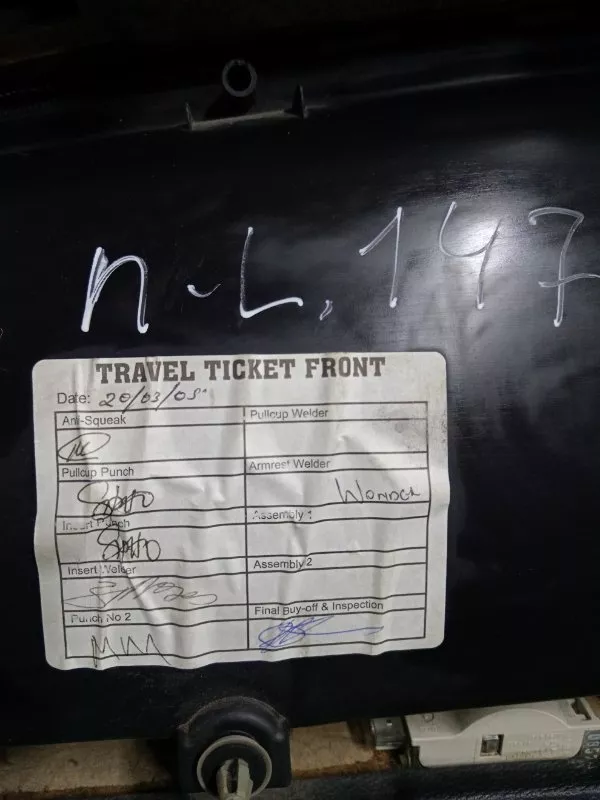 n-L. 147
TRAVEL TICKET FRONT
Date: 20/03/05
Anti-Squeak
Pullcup Welder
Pullcup Punch
Armrest Welder
Wonder
Insert Punch
Assembly 1
Insert Welder
Assembly 2
Punch No 2
Final Buy-off & Inspection
MM